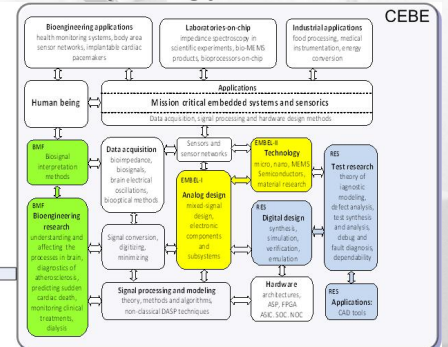 CEBE
Bioengineering applications
health monitoring systems, body area
sensor networks, implantable cardiac
pacemakers
Laboratories-on-chip
impedance spectroscopy in
scientific experiments, bio-MEMS
products, bioprocessors-on-chip
Industrial applications
food processing, medical
instrumentation, energy
conversion
Human being
Applications
Mission critical embedded systems and sensorics
Data acquisition, signal processing and hardware design methods
BMF
Biosignal
interpretation
methods
Data acquisition
bioimpedance,
biosignals,
brain electrical
oscillations,
biooptical methods
Sensors and
sensor networks
EMBEL-II
Technology
micro, nano, MEMS
Semiconductors,
material research
RES
Test research
theory of
iagnostic
modeling,
defect analysis,
test synthesis
and analysis,
debug and
fault diagnosis,
dependability
EMBEL-I
Analog design
mixed signal
design,
electronic
components
and
subsystems
RES
Digital design
synthesis,
simulation,
verification,
emulation
BMF
Bioengineering
research
understanding and
affecting the
processes in brain,
diagnostics of
atherosclerosis,
predicting sudden
cardiac death,
monitoring clinical
treatments,
dialysis
Signal conversion,
digitizing,
minimizing
Signal processing and modeling
theory, methods and algorithms,
non-classical DASP techniques
Hardware
architectures,
ASP, FPGA
ASIC. SOC. NOC
RES
Applications:
CAD tools